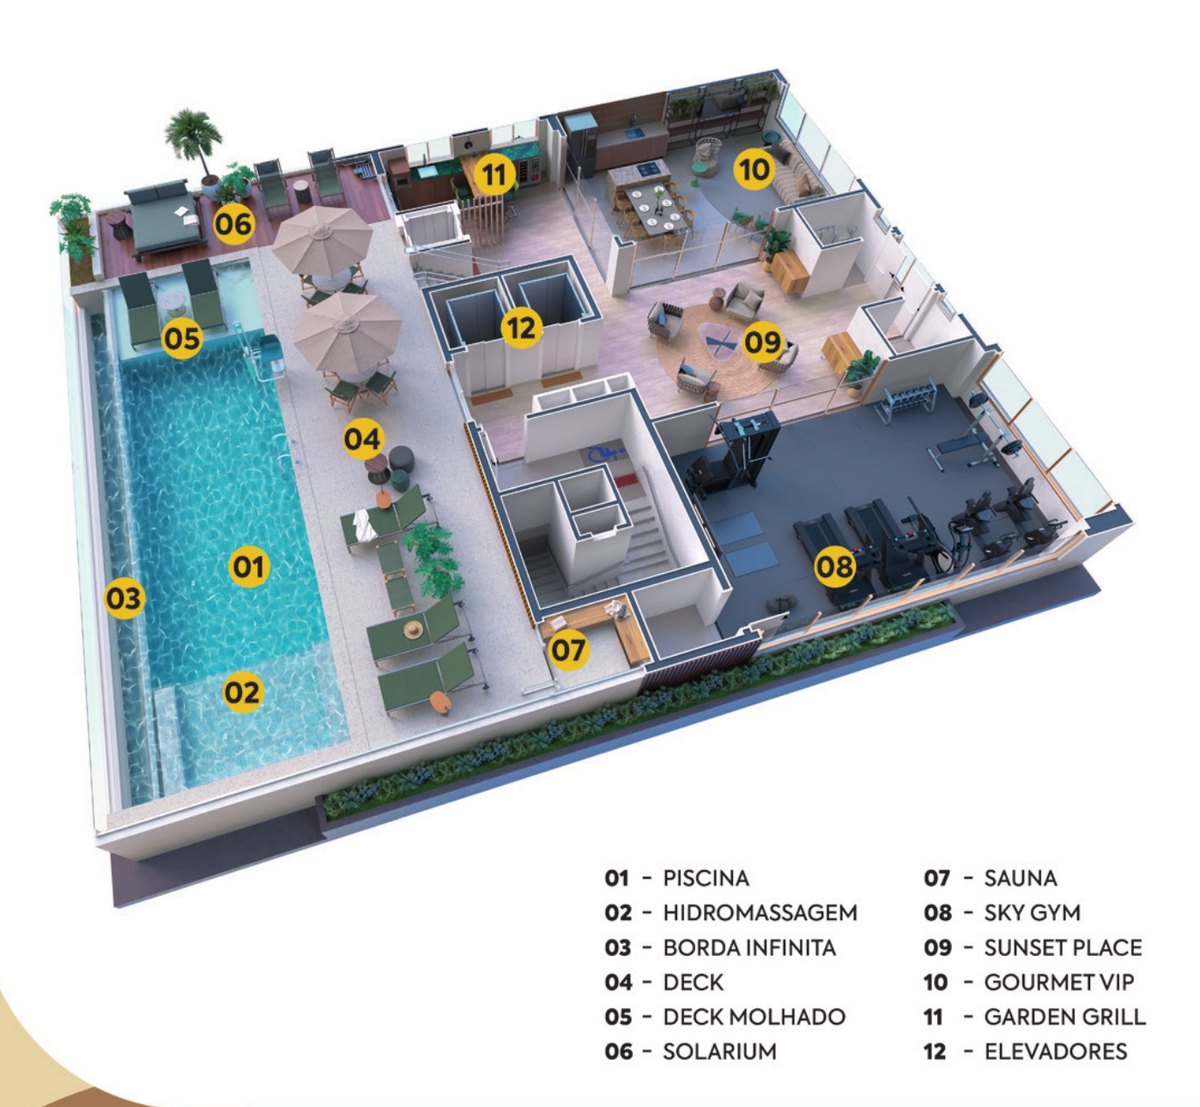 11
10
06
05
12
09
04
01
03
08
07
02
01 - PISCINA
02 - HIDROMASSAGEM
03 - BORDA INFINITA
04 - DECK
05 - DECK MOLHADO
06 - SOLARIUM
07 - SAUNA
08 - SKY GYM
09 - SUNSET PLACE
10 - GOURMET VIP
11 - GARDEN GRILL
12 - ELEVADORES